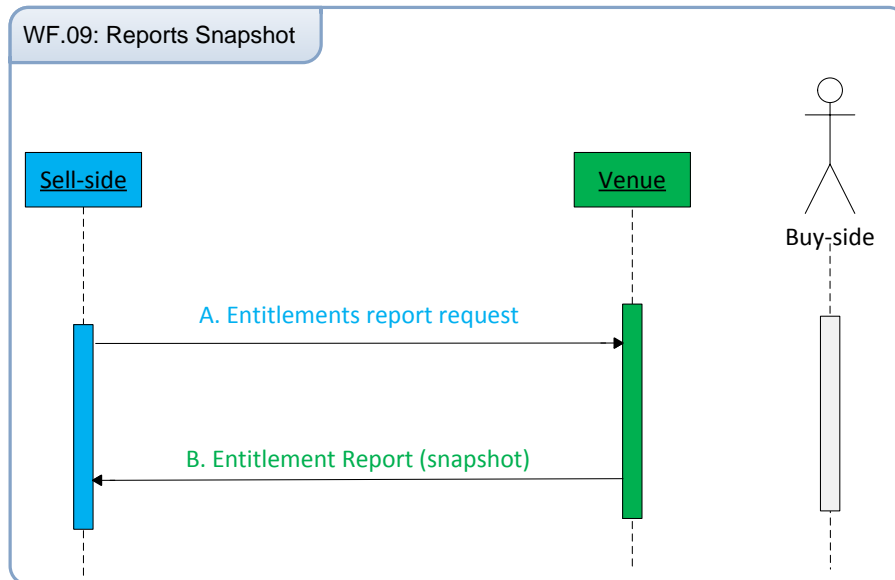 WF.09: Reports Snapshot
Sell-side
Venue
Buy-side
A. Entitlements report request
B. Entitlement Report (snapshot)